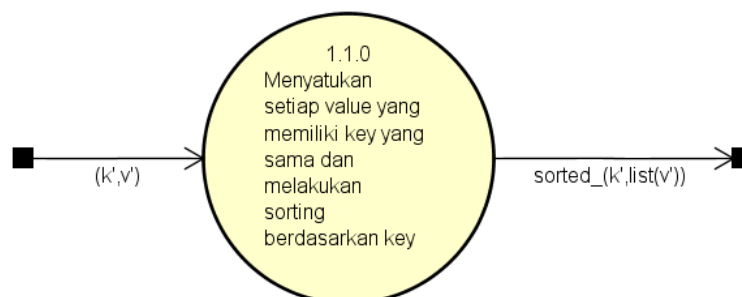 1.1.0
Menyatukan
setiap value yang
memiliki key yang
sama dan
melakukan
sorting
berdasarkan key
(k',v')
sorted_(k',list(v'))